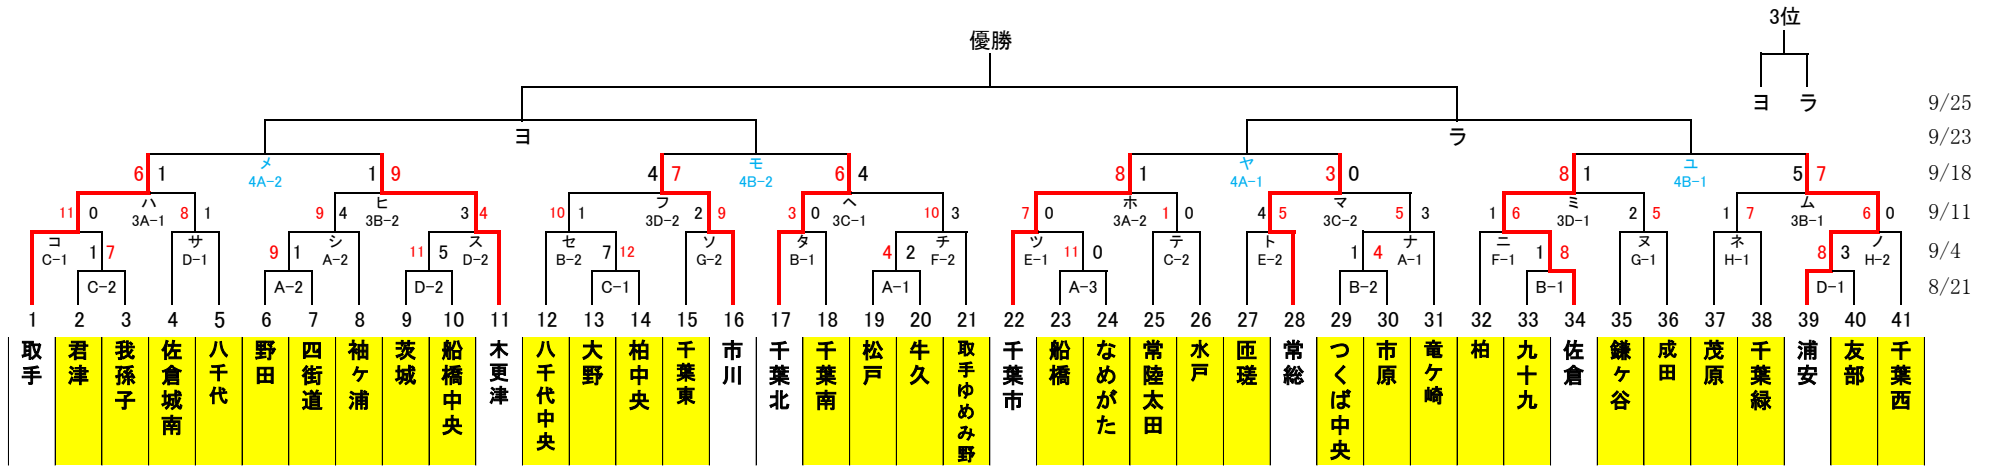 3位
優勝
ヨ ラ 9/25
ヨ ラ 9/23
6 1 メ 1 9 4 7 モ 6 4 8 1 ヤ 3 0 8 1 ユ 5 7 9/18
4A-2 4B-2 4A-1 4B-1
11 0 ハ 8 1 9 4 ヒ 3 4 10 1 フ 2 9 3 0 ヘ 10 3 7 0 ホ 1 0 4 5 マ 5 3 1 6 ミ 2 5 1 7 ム 6 0 9/11
3A-1 3B-2 3D-2 3C-1 3A-2 3C-2 3D-1 3B-1
コ サ シ ス セ ソ タ チ ツ テ ト ナ ニ ヌ ネ ノ
C-1 1 7 D-1 9 1 A-2 11 5 D-2 B-2 7 12 G-2 B-1 4 2 F-2 E-1 11 0 C-2 E-2 1 4 A-1 F-1 1 8 G-1 H-1 8 3 H-2 9/4
C-2 A-2 D-2 C-1 A-1 A-3 B-2 B-1 D-1 8/21
1 2 3 4 5 6 7 8 9 10 11 12 13 14 15 16 17 18 19 20 21 22 23 24 25 26 27 28 29 30 31 32 33 34 35 36 37 38 39 40 41
取手
君津
我孫子
佐倉城南
八千代
野田
四街道
袖ヶ浦
茨城
船橋中央
木更津
八千代中央
大野
柏中央
千葉東
市川
千葉北
千葉南
松戸
牛久
取手ゆめみ野
千葉市
船橋
なめがた
常陸太田
水戸
匝瑳
常総
つくば中央
市原
竜ケ崎
柏
九十九
佐倉
鎌ヶ谷
成田
茂原
千葉緑
浦安
友部
千葉西